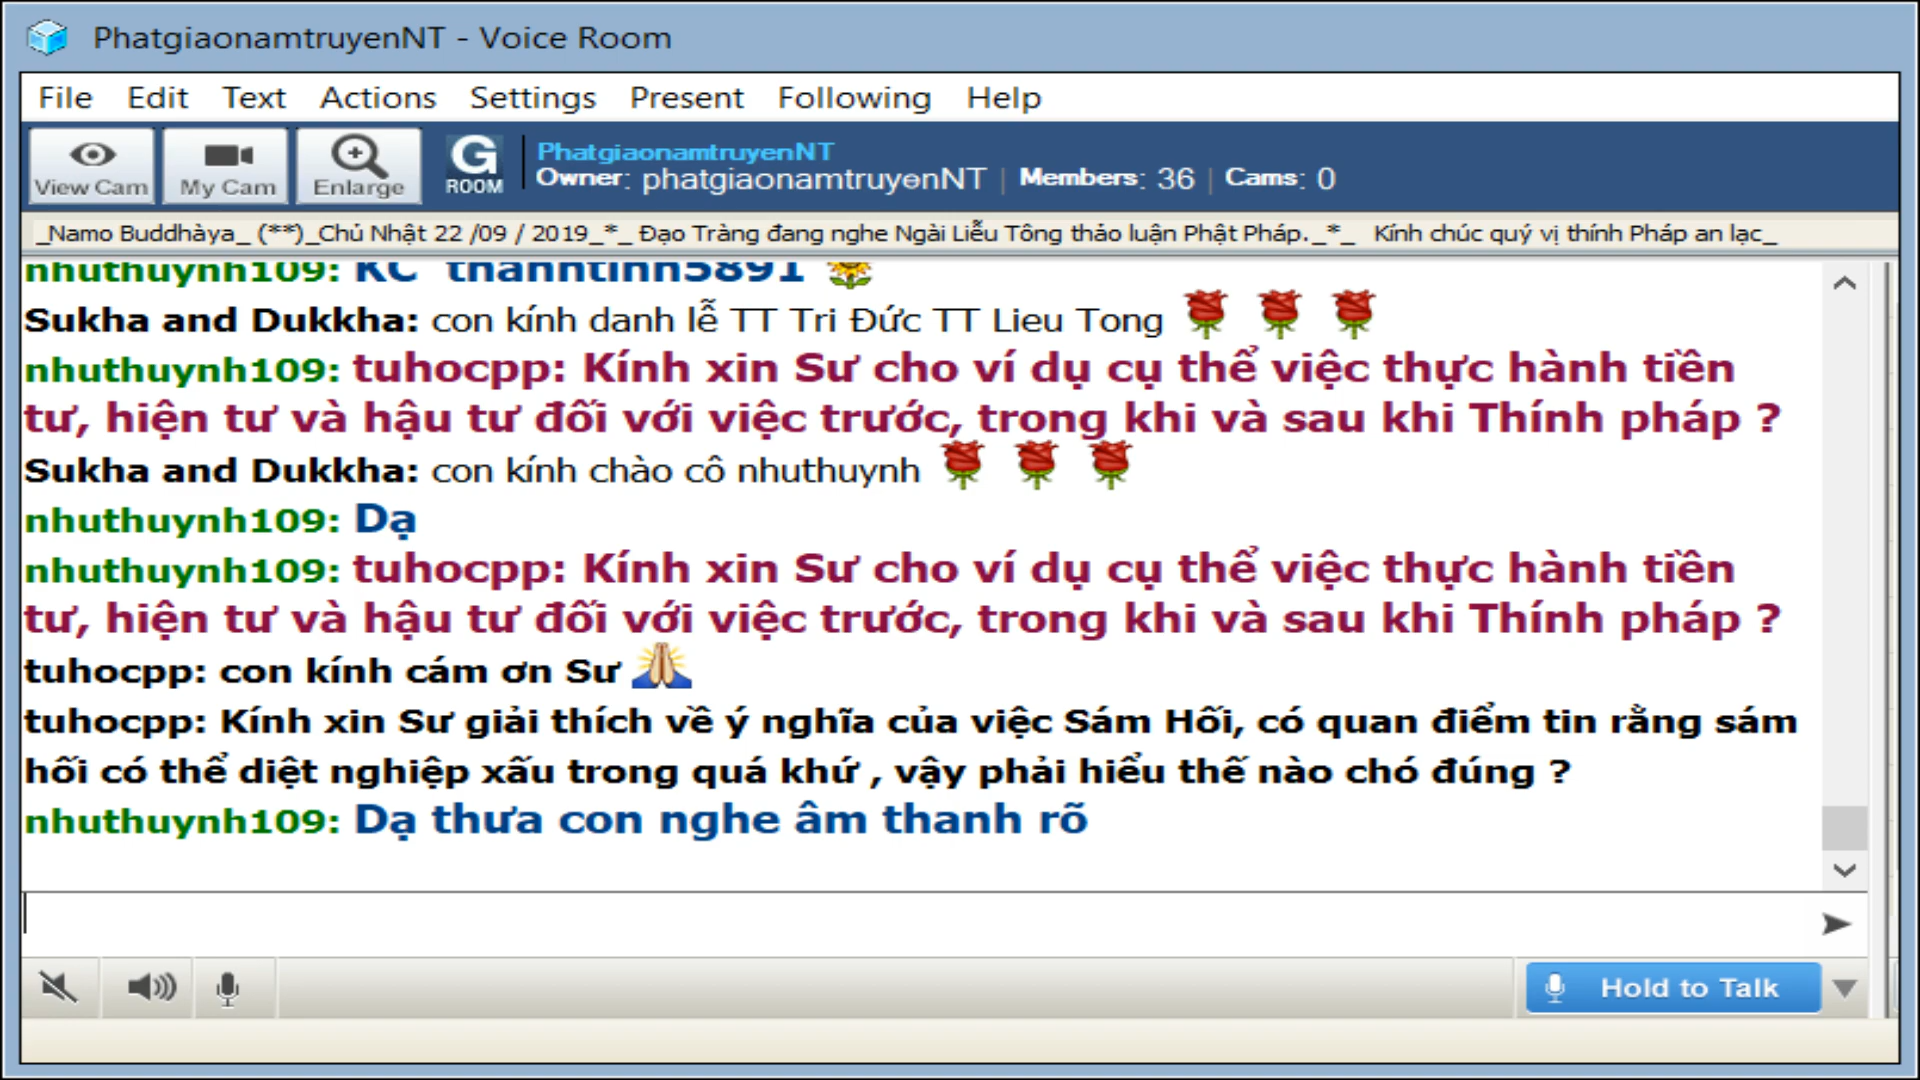 PhatgiaonamtruyenNT - Voice Room
File Edit Text Actions Settings Present Following Help
View Cam My Cam Enlarge G ROOM
PhatgiaonamtruyenNT
Owner: phatgiaonamtruyenNT | Members: 36 | Cams: 0
_Namo Buddhàya_ (**)_Chủ Nhật 22 /09 / 2019_*_ Đạo Tràng đang nghe Ngài Liễu Tông thảo luận Phật Pháp._*_ Kính chúc quý vị thính Pháp an lạc_
nhuthuynh109: KC thanhtinh5891
Sukha and Dukkha: con kính danh lễ TT Tri Đức TT Lieu Tong
nhuthuynh109: tuhocpp: Kính xin Sư cho ví dụ cụ thể việc thực hành tiền
tư, hiện tư và hậu tư đối với việc trước, trong khi và sau khi Thính pháp ?
Sukha and Dukkha: con kính chào cô nhuthuynh
nhuthuynh109: Dạ
nhuthuynh109: tuhocpp: Kính xin Sư cho ví dụ cụ thể việc thực hành tiền
tư, hiện tư và hậu tư đối với việc trước, trong khi và sau khi Thính pháp ?
tuhocpp: con kính cám ơn Sư
tuhocpp: Kính xin Sư giải thích về ý nghĩa của việc Sám Hối, có quan điểm tin rằng sám
hối có thể diệt nghiệp xấu trong quá khứ , vậy phải hiểu thế nào chó đúng ?
nhuthuynh109: Dạ thưa con nghe âm thanh rõ
Hold to Talk